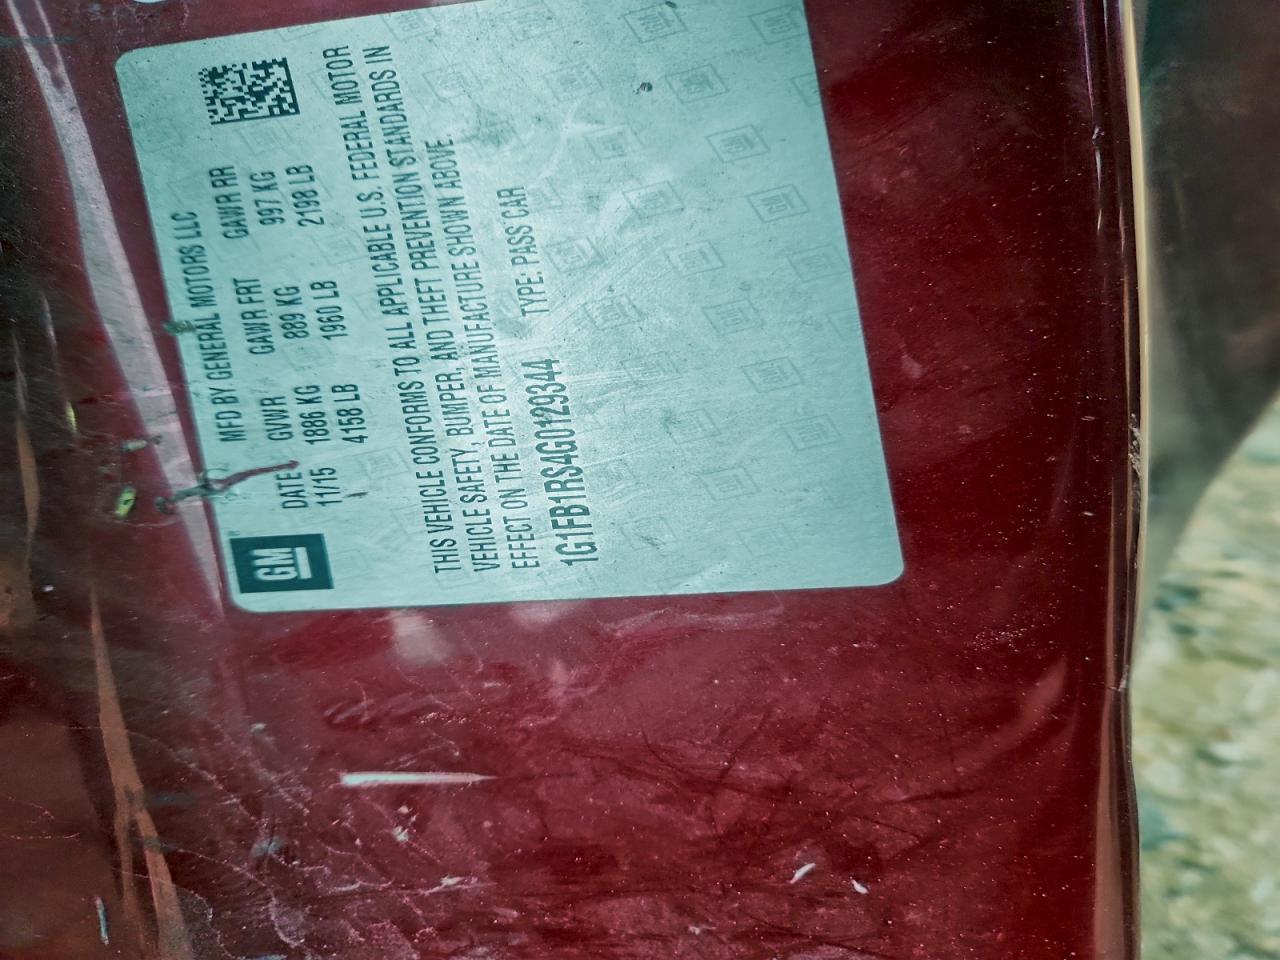 GM
MFD BY GENERAL MOTORS LLC
DATE GVWR GAWR FRT GAWR RR
11/15 1886 KG 889 KG 997 KG
4158 LB 1960 LB 2198 LB
THIS VEHICLE CONFORMS TO ALL APPLICABLE U.S. FEDERAL MOTOR
VEHICLE SAFETY, BUMPER, AND THEFT PREVENTION STANDARDS IN
EFFECT ON THE DATE OF MANUFACTURE SHOWN ABOVE.
1G1FB1RS4G0129344 TYPE: PASS CAR